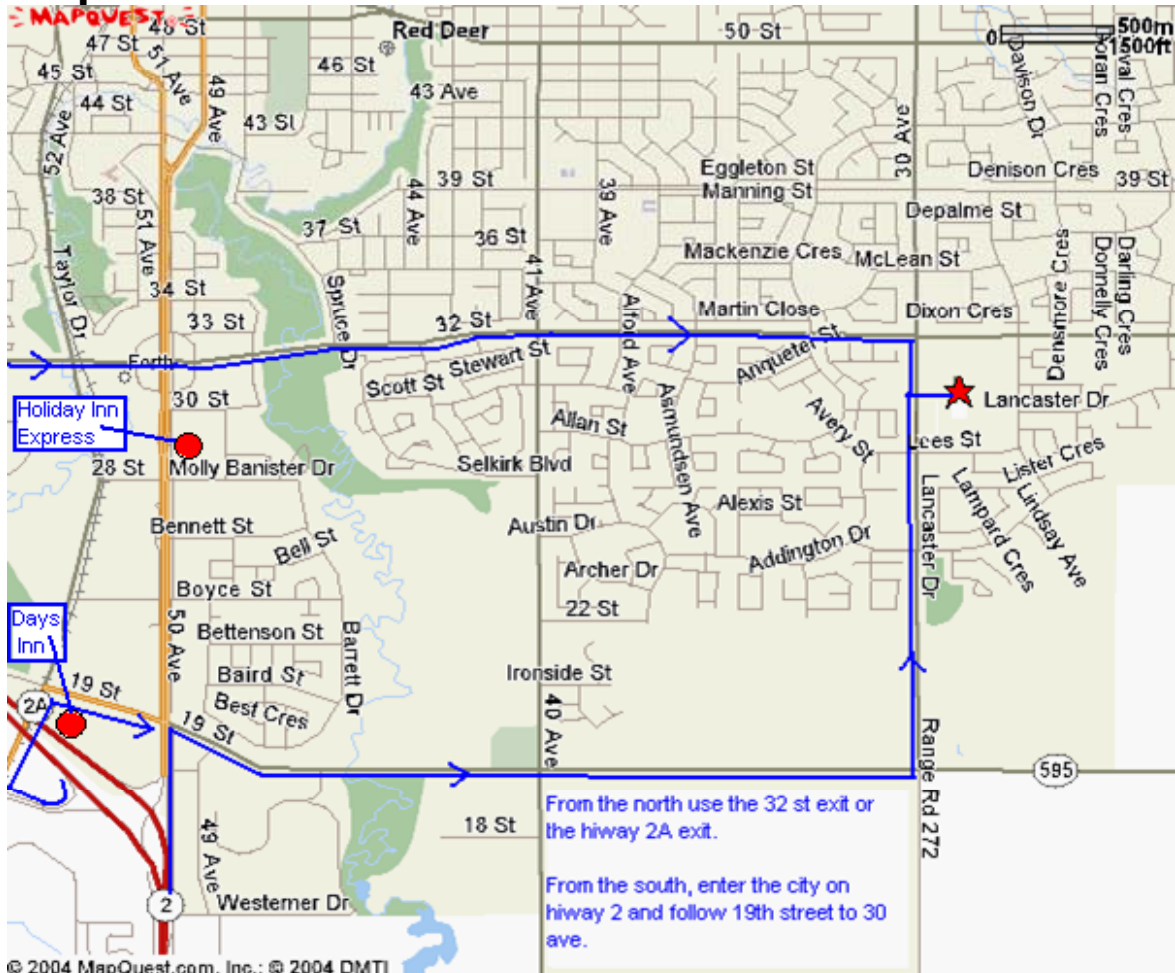 MAPQUEST
48 St
Red Deer
50 St
0
500m
1500ft
47 St
51 Ave
49 Ave
46 St
45 St
Davison Dr
44 St
43 Ave
43 St
52 Ave
30 Ave
Eggleton St
Denison Cres
38 St
39 St
Manning St
39 St
51 Ave
44 Ave
39 Ave
Depalme St
37 St
36 St
Mackenzie Cres
McLean St
Taylor Dr
41 Ave
Densmore Cres
Donnelly Cres
Darling Cres
34 St
Spruce Dr
Alford Ave
Martin Close
Dixon Cres
33 St
32 St
Stewart St
Anqueter St
Scott St
30 St
Lancaster Dr
Holiday Inn
Express
Allan St
Asmundsen Ave
Avery St
Lees St
28 St
Molly Banister Dr
Selkirk Blvd
Lister Cres
Alexis St
Lancaster Dr
Lampard Cres
Lindsay Ave
Bennett St
Austin Dr
Bell St
Addington Dr
Archer Dr
Boyce St
22 St
Days
Inn
50 Ave
Bettenson St
Barrett Dr
Baird St
Ironside St
19 St
2A
Best Cres
19 St
40 Ave
Range Rd 272
595
From the north use the 32 st exit or
the hiway 2A exit.
18 St
49 Ave
From the south, enter the city on
hiway 2 and follow 19th street to 30
ave.
2
Westerner Dr
© 2004 MapQuest.com, Inc.; © 2004 DMTI